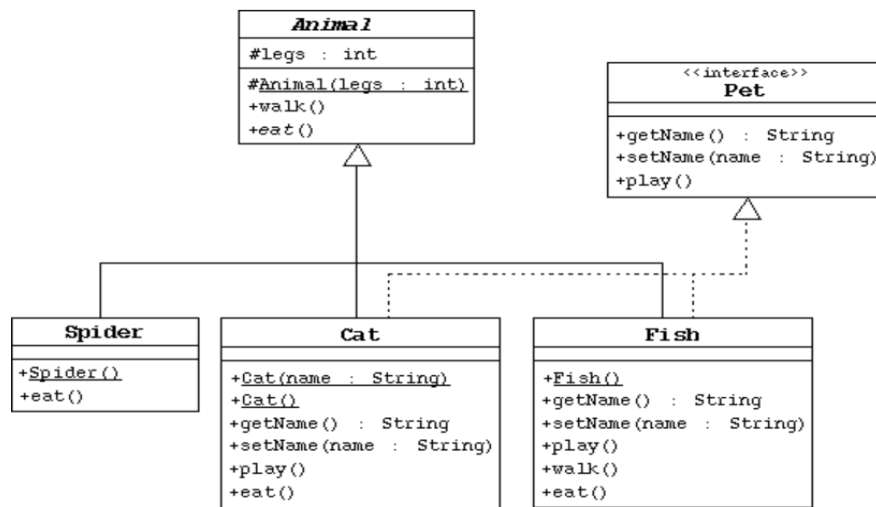 Animal
#legs : int
#Animal(legs : int)
+walk()
+eat()
<<interface>>
Pet
+getName() : String
+setName(name : String)
+play()
Spider
+Spider()
+eat()
Cat
+Cat(name : String)
+Cat()
+getName() : String
+setName(name : String)
+play()
+eat()
Fish
+Fish()
+getName() : String
+setName(name : String)
+play()
+walk()
+eat()